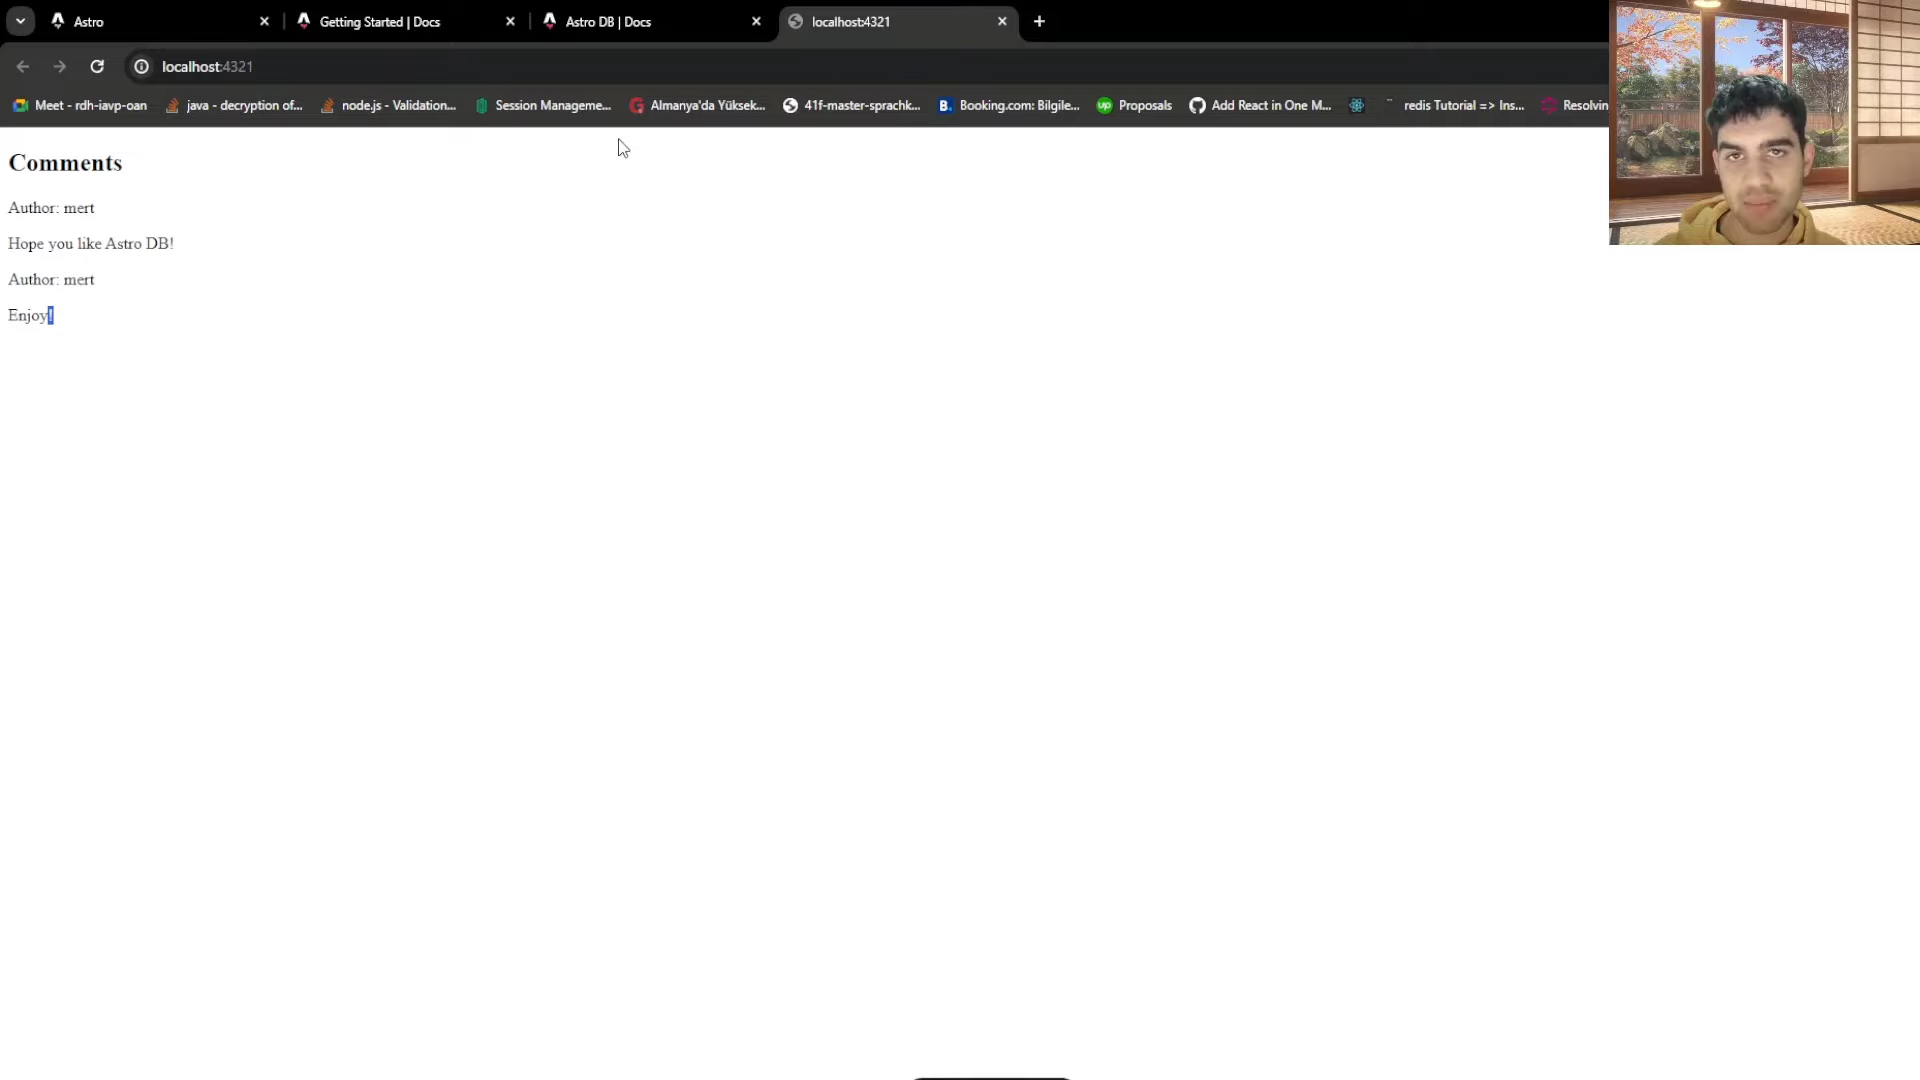 Astro
Getting Started | Docs
Astro DB | Docs
localhost:4321
localhost:4321
Meet - rdh-iavp-oan
java - decryption of...
node.js - Validation...
Session Manageme...
Almanya'da Yüksek...
41f-master-sprachk...
Booking.com: Bilgile...
Proposals
Add React in One M...
redis Tutorial => Ins...
Resolvin
Comments
Author: mert
Hope you like Astro DB!
Author: mert
Enjoy!